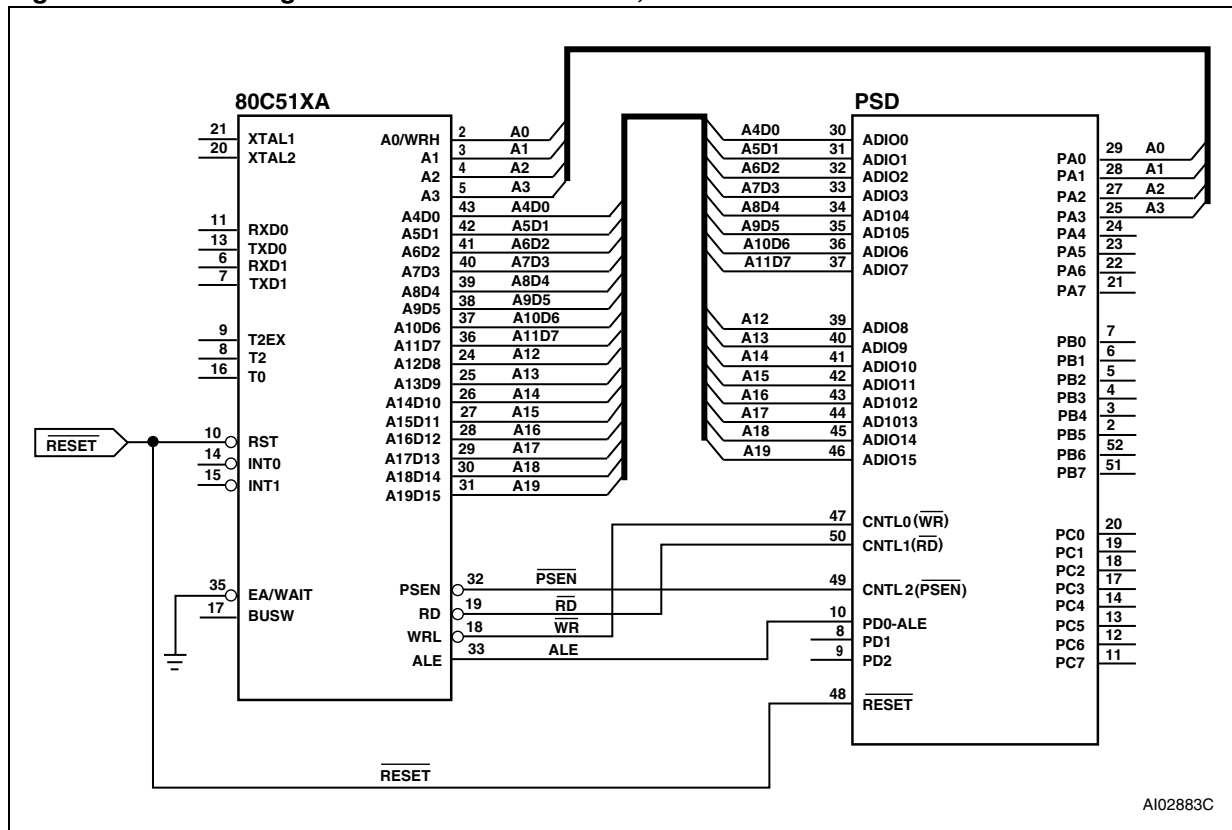 80C51XA
PSD
21 XTAL1
20 XTAL2
11 RXD0
13 TXD0
6 RXD1
7 TXD1
9 T2EX
8 T2
16 T0
RESET
10 RST
14 INT0
15 INT1
35 EA/WAIT
17 BUSW
A0/WRH 2 A0
A1 3 A1
A2 4 A2
A3 5 A3
A4D0 43 A4D0
A5D1 42 A5D1
A6D2 41 A6D2
A7D3 40 A7D3
A8D4 39 A8D4
A9D5 38 A9D5
A10D6 37 A10D6
A11D7 36 A11D7
A12D8 24 A12
A13D9 25 A13
A14D10 26 A14
A15D11 27 A15
A16D12 28 A16
A17D13 29 A17
A18D14 30 A18
A19D15 31 A19
PSEN 32 PSEN
RD 19 RD
WRL 18 WR
ALE 33 ALE
A4D0 30 ADIO0
A5D1 31 ADIO1
A6D2 32 ADIO2
A7D3 33 ADIO3
A8D4 34 AD104
A9D5 35 AD105
A10D6 36 ADIO6
A11D7 37 ADIO7
A12 39 ADIO8
A13 40 ADIO9
A14 41 ADIO10
A15 42 ADIO11
A16 43 AD1012
A17 44 AD1013
A18 45 ADIO14
A19 46 ADIO15
47 CNTL0(WR)
50 CNTL1(RD)
49 CNTL2(PSEN)
10 PD0-ALE
8 PD1
9 PD2
48 RESET
PA0 29 A0
PA1 28 A1
PA2 27 A2
PA3 25 A3
PA4 24
PA5 23
PA6 22
PA7 21
PB0 7
PB1 6
PB2 5
PB3 4
PB4 3
PB5 2
PB6 52
PB7 51
PC0 20
PC1 19
PC2 18
PC3 17
PC4 14
PC5 13
PC6 12
PC7 11
RESET
AI02883C